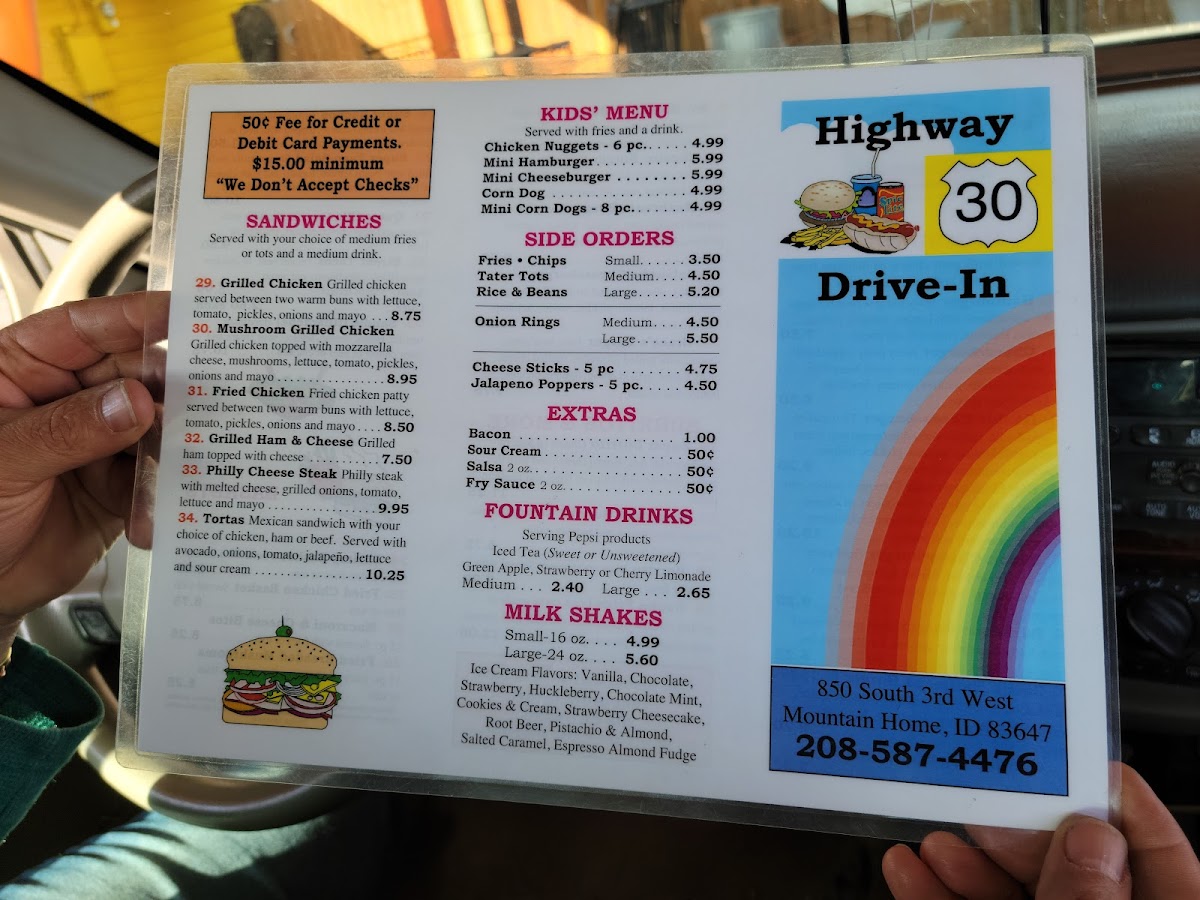 50¢ Fee for Credit or
Debit Card Payments.
$15.00 minimum
“We Don’t Accept Checks”
SANDWICHES
Served with your choice of medium fries
or tots and a medium drink.
29. Grilled Chicken Grilled chicken
served between two warm buns with lettuce,
tomato, pickles, onions and mayo ... 8.75
30. Mushroom Grilled Chicken
Grilled chicken topped with mozzarella
cheese, mushrooms, lettuce, tomato, pickles,
onions and mayo ........................ 8.95
31. Fried Chicken Fried chicken patty
served between two warm buns with lettuce,
tomato, pickles, onions and mayo .... 8.50
32. Grilled Ham & Cheese Grilled
ham topped with cheese ................ 7.50
33. Philly Cheese Steak Philly steak
with melted cheese, grilled onions, tomato,
lettuce and mayo ........................ 9.95
34. Tortas Mexican sandwich with your
choice of chicken, ham or beef. Served with
avocado, onions, tomato, jalapeño, lettuce
and sour cream ........................ 10.25
KIDS’ MENU
Served with fries and a drink.
Chicken Nuggets - 6 pc...... 4.99
Mini Hamburger............ 5.99
Mini Cheeseburger ........ 5.99
Corn Dog .................. 4.99
Mini Corn Dogs - 8 pc....... 4.99
SIDE ORDERS
Fries • Chips Small...... 3.50
Tater Tots Medium.... 4.50
Rice & Beans Large...... 5.20
Onion Rings Medium.... 4.50
Large...... 5.50
Cheese Sticks - 5 pc ...... 4.75
Jalapeno Poppers - 5 pc. .... 4.50
EXTRAS
Bacon .................... 1.00
Sour Cream.................. 50¢
Salsa 2 oz.................... 50¢
Fry Sauce 2 oz................ 50¢
FOUNTAIN DRINKS
Serving Pepsi products
Iced Tea (Sweet or Unsweetened)
Green Apple, Strawberry or Cherry Limonade
Medium ... 2.40 Large ... 2.65
MILK SHAKES
Small-16 oz. ... 4.99
Large-24 oz. ... 5.60
Ice Cream Flavors: Vanilla, Chocolate,
Strawberry, Huckleberry, Chocolate Mint,
Cookies & Cream, Strawberry Cheesecake,
Root Beer, Pistachio & Almond,
Salted Caramel, Espresso Almond Fudge
Highway
30
Drive-In
850 South 3rd West
Mountain Home, ID 83647
208-587-4476